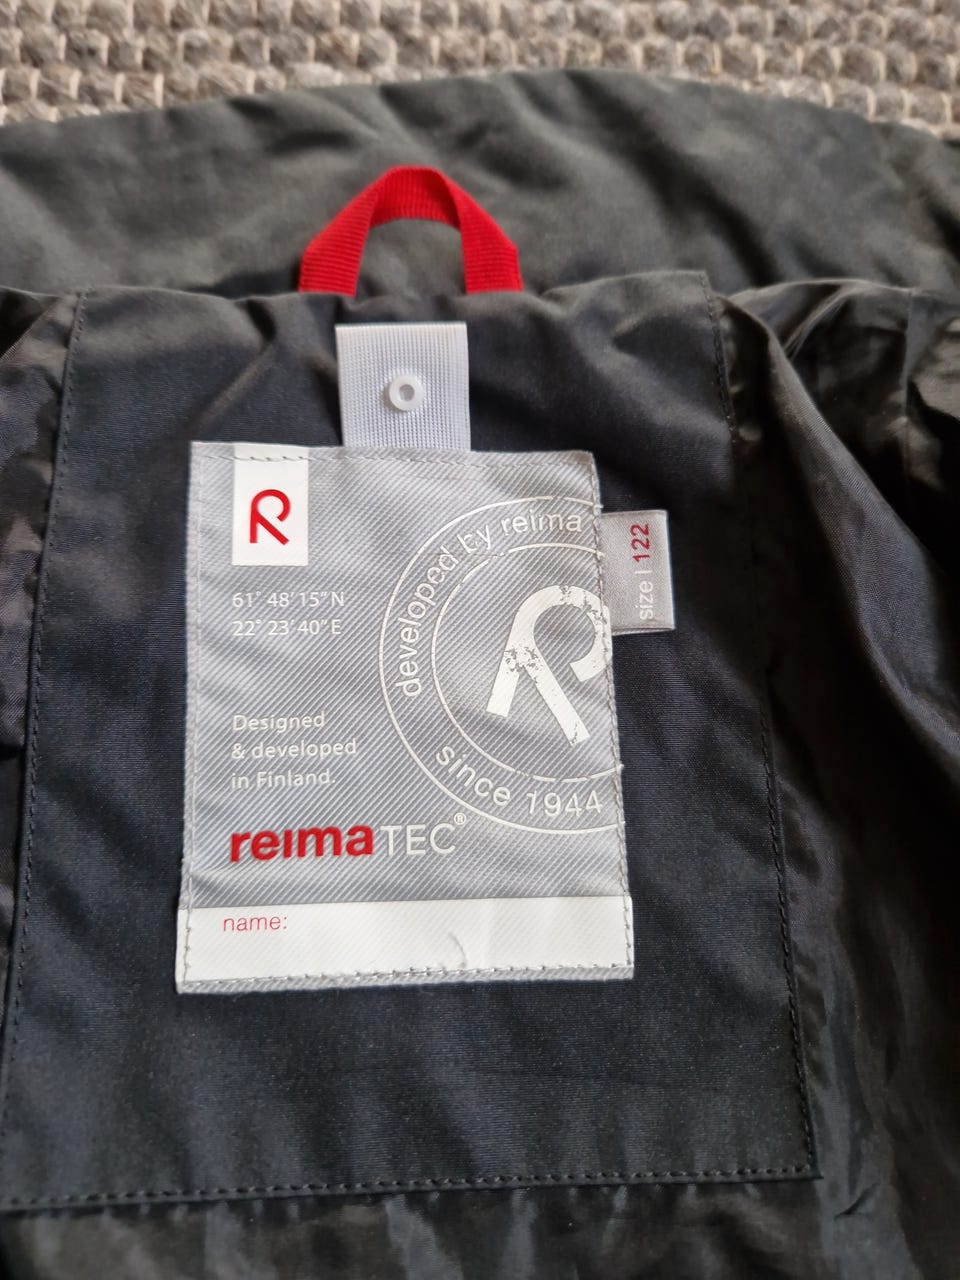 R
61° 48' 15" N
22° 23' 40" E
Designed
& developed
in Finland.
reimaTEC®
name:
developed by reima
R
since 1944
size | 122